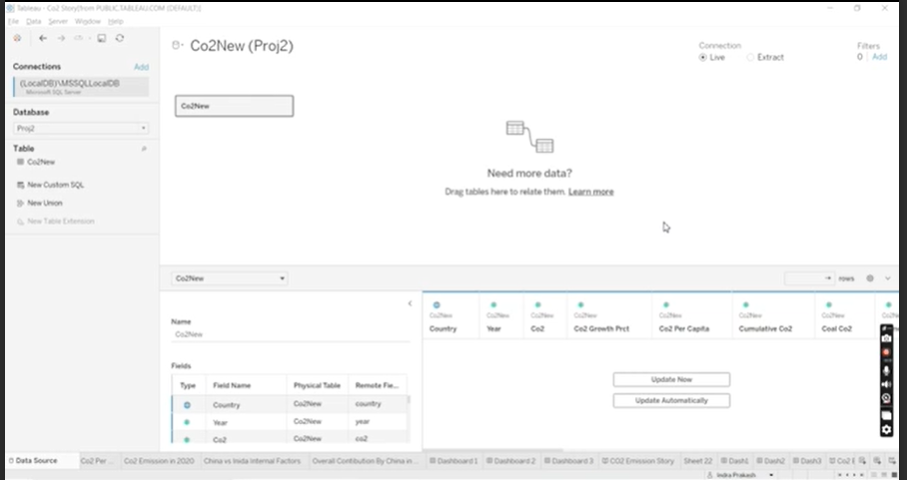 Tableau - Co2 Story[from PUBLIC.TABLEAU.COM (DEFAULT)]
File Data Server Window Help
Connections Add
(LocalDB)\MSSQLLocalDB
Microsoft SQL Server
Database
Proj2
Table
Co2New
New Custom SQL
New Union
New Table Extension
Co2New (Proj2)
Connection
Live Extract
Filters
0 Add
Co2New
Need more data?
Drag tables here to relate them. Learn more
Co2New
rows
Name
Co2New
Fields
Type Field Name Physical Table Remote Fie...
Country Co2New country
Year Co2New year
Co2 Co2New co2
Co2New Co2New Co2New Co2New Co2New Co2New Co2New
Country Year Co2 Co2 Growth Prct Co2 Per Capita Cumulative Co2 Coal Co2
Update Now
Update Automatically
Data Source Co2 Per ... Co2 Emission in 2020 China vs Inida Internal Factors Overall Contribution By China in... Dashboard 1 Dashboard 2 Dashboard 3 CO2 Emission Story Sheet 22 Dash1 Dash2 Dash3 Co2 E
Indra Prakash